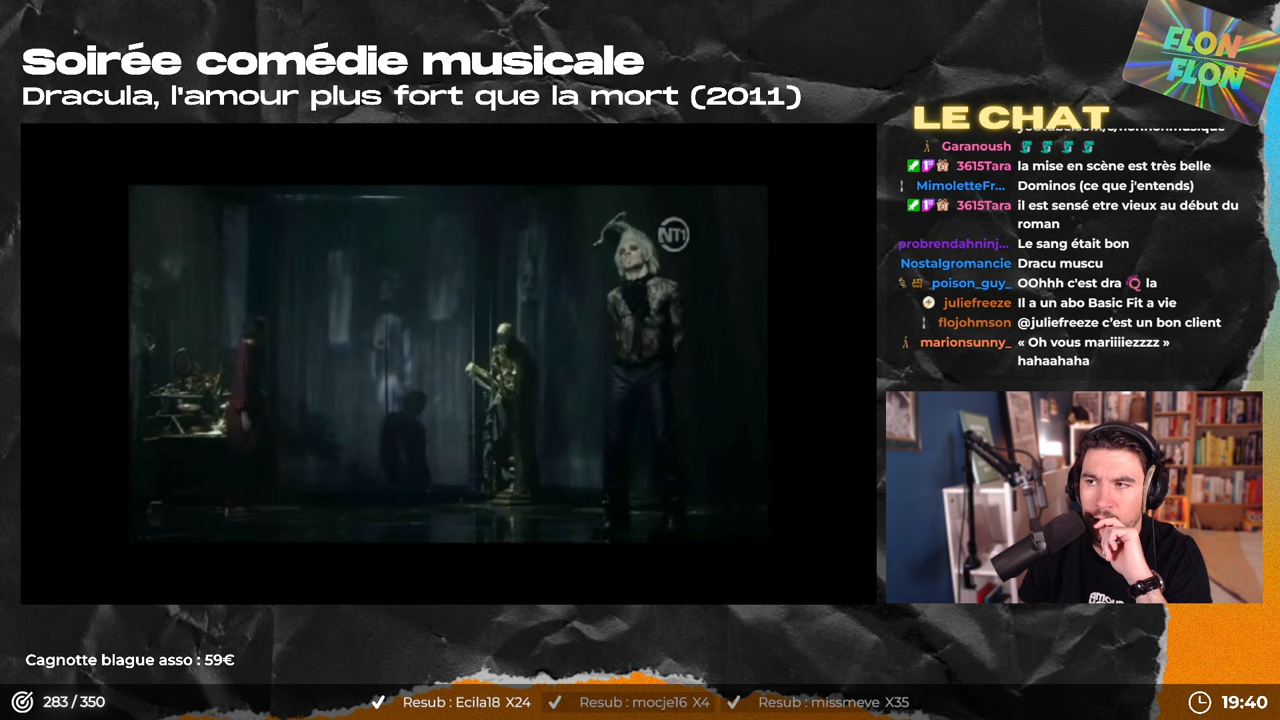 Soirée comédie musicale
Dracula, l'amour plus fort que la mort (2011)
FLON
FLON
LE CHAT
Garanoush
3615Tara la mise en scène est très belle
MimoletteFr... Dominos (ce que j'entends)
3615Tara il est sensé etre vieux au début du
roman
probrendahninj... Le sang était bon
Nostalgromancie Dracu muscu
poison_guy_ OOhhh c'est dra la
juliefreeze Il a un abo Basic Fit a vie
flojohmson @juliefreeze c'est un bon client
marionsunny_ « Oh vous mariiiiezzzz »
hahaahaha
NT1
Cagnotte blague asso : 59€
283 / 350
Resub : Ecila18 X24
Resub : mocje16 X4
Resub : missmeve X35
19:40